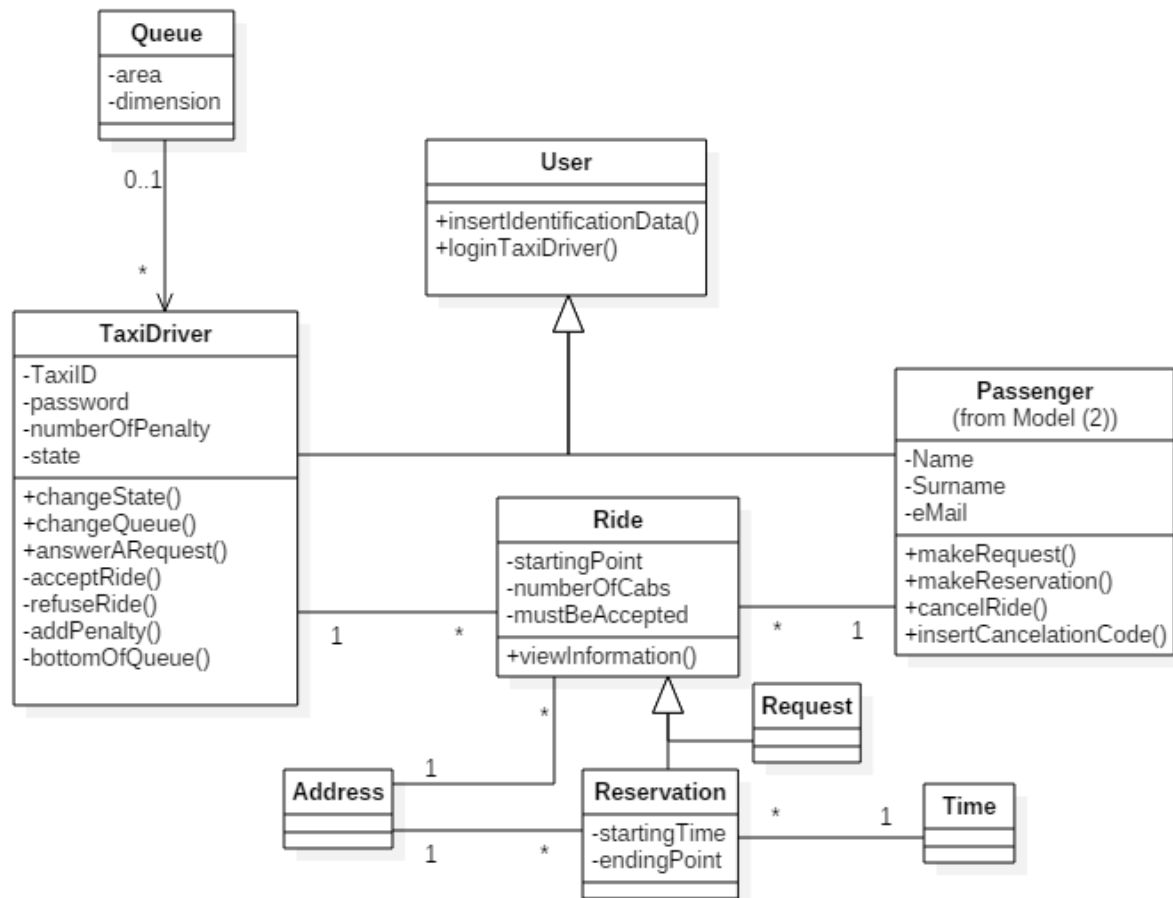 Queue
-area
-dimension
0..1
*
User
+insertIdentificationData()
+loginTaxiDriver()
TaxiDriver
-TaxiID
-password
-numberOfPenalty
-state
+changeState()
+changeQueue()
+answerARequest()
-acceptRide()
-refuseRide()
-addPenalty()
-bottomOfQueue()
Passenger
(from Model (2))
-Name
-Surname
-eMail
+makeRequest()
+makeReservation()
+cancelRide()
+insertCancelationCode()
Ride
-startingPoint
-numberOfCabs
-mustBeAccepted
+viewInformation()
1
*
*
1
Request
*
1
Address
1
*
Reservation
-startingTime
-endingPoint
*
1
Time